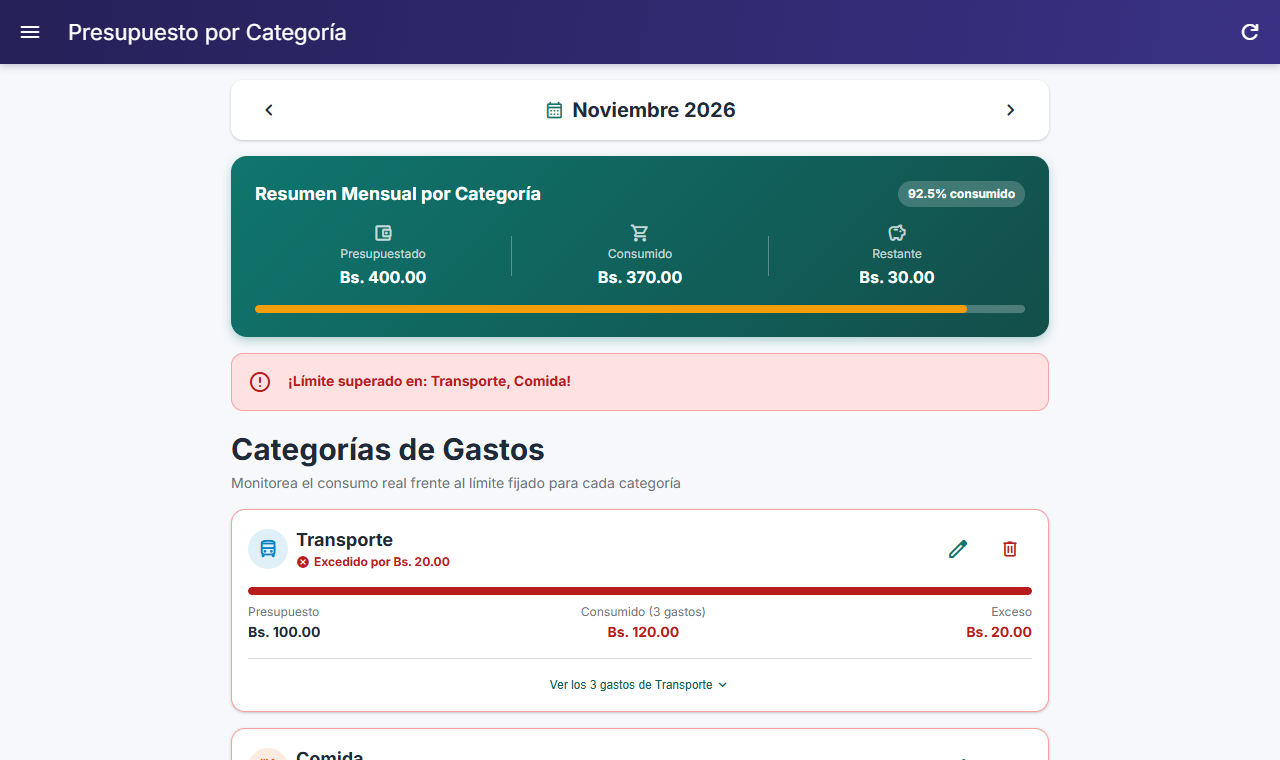 Presupuesto por Categoría
Noviembre 2026
Resumen Mensual por Categoría
92.5% consumido
Presupuestado
Consumido
Restante
Bs. 400.00
Bs. 370.00
Bs. 30.00
¡Límite superado en: Transporte, Comida!
Categorías de Gastos
Monitorea el consumo real frente al límite fijado para cada categoría
Transporte
Excedido por Bs. 20.00
Presupuesto
Consumido (3 gastos)
Exceso
Bs. 100.00
Bs. 120.00
Bs. 20.00
Ver los 3 gastos de Transporte
Comida